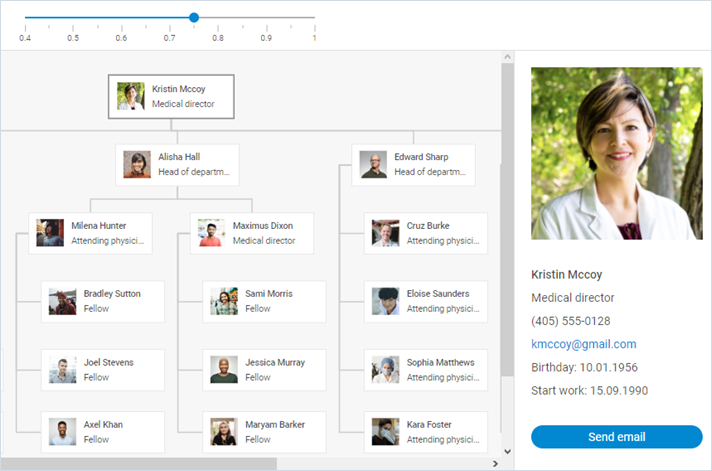 0.4 0.5 0.6 0.7 0.8 0.9 1
Kristin Mccoy
Medical director
Alisha Hall
Head of departm...
Edward Sharp
Head of departm...
Milena Hunter
Attending physici...
Maximus Dixon
Medical director
Cruz Burke
Attending physici...
Bradley Sutton
Fellow
Sami Morris
Fellow
Eloise Saunders
Attending physici...
Joel Stevens
Fellow
Jessica Murray
Fellow
Sophia Matthews
Attending physici...
Axel Khan
Fellow
Maryam Barker
Fellow
Kara Foster
Attending physici...
Kristin Mccoy
Medical director
(405) 555-0128
kmccoy@gmail.com
Birthday: 10.01.1956
Start work: 15.09.1990
Send email